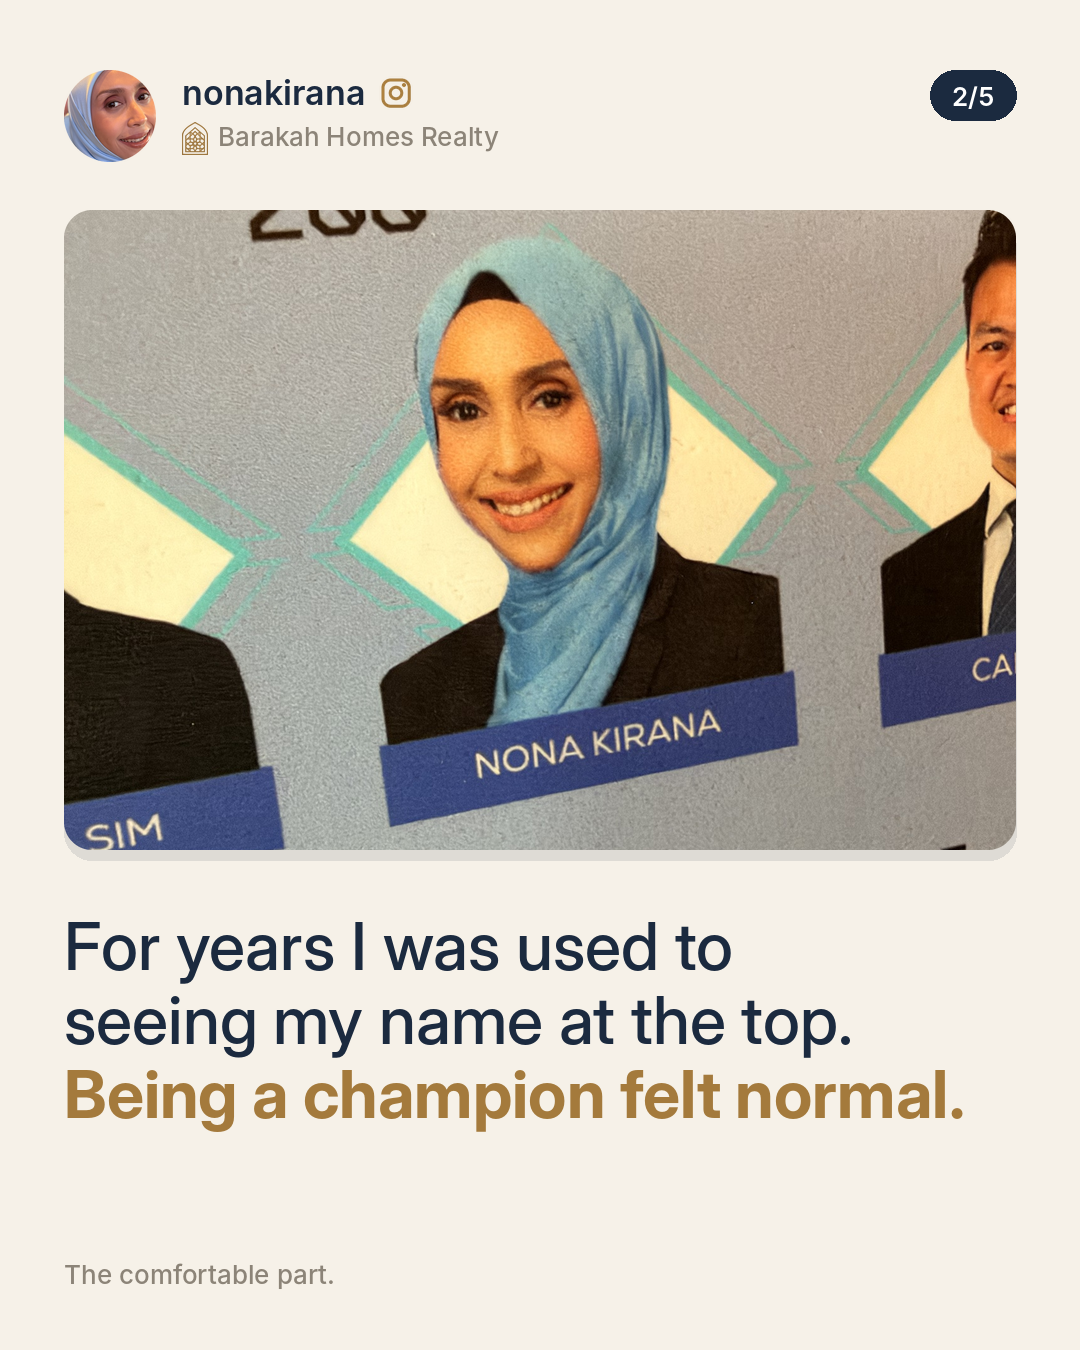 nonakirana
2/5
Barakah Homes Realty
SIM
NONA KIRANA
For years I was used to
seeing my name at the top.
Being a champion felt normal.
The comfortable part.